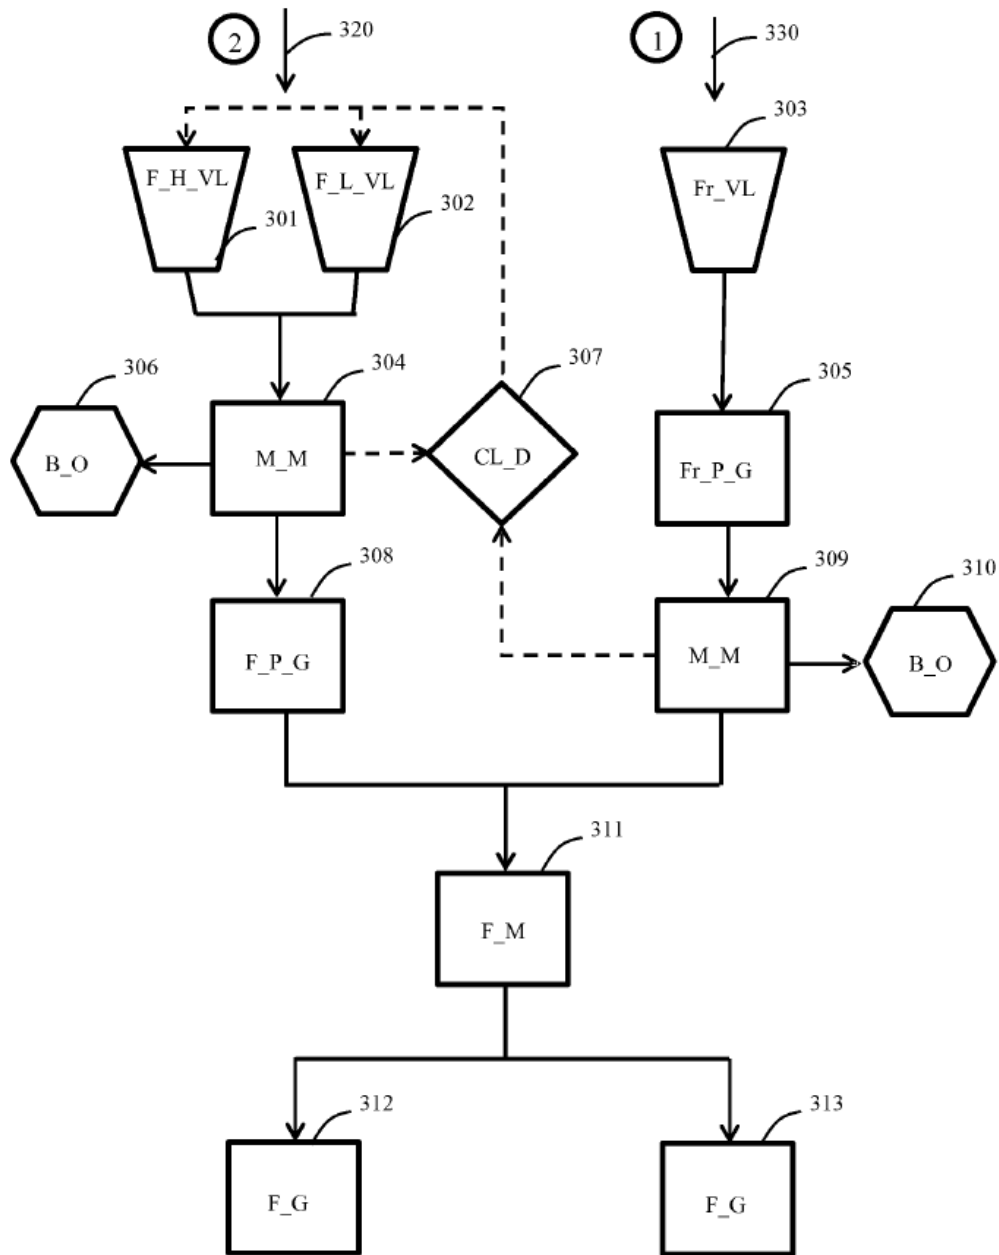 2
320
1
330
303
F_H_VL
F_L_VL
Fr_VL
301
302
306
304
307
305
B_O
M_M
CL_D
Fr_P_G
308
309
310
F_P_G
M_M
B_O
311
F_M
312
313
F_G
F_G